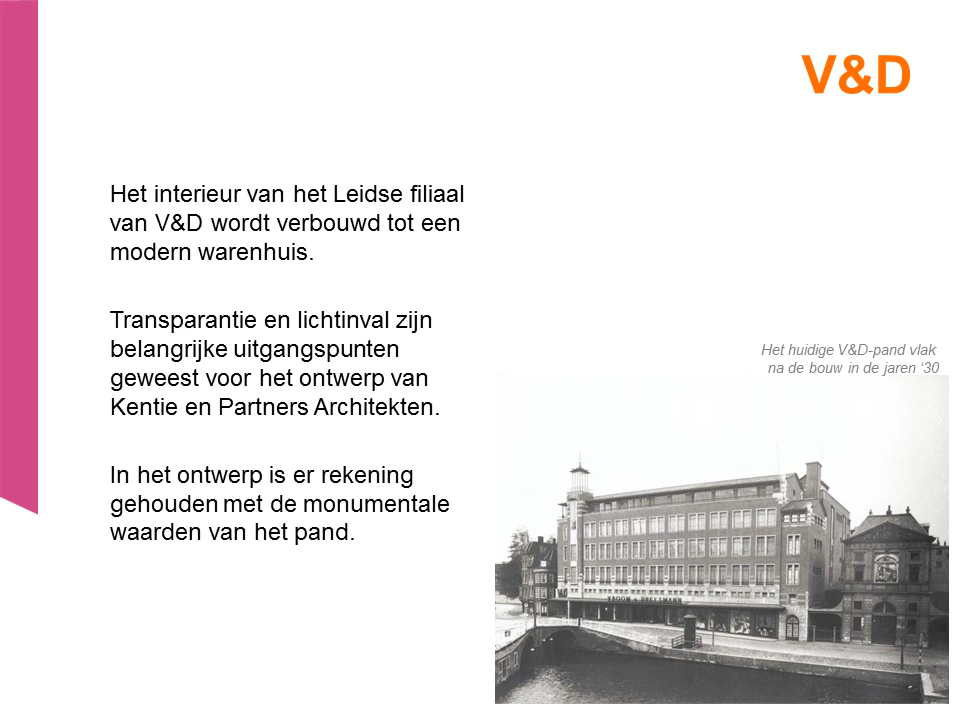 V&D
Het interieur van het Leidse filiaal
van V&D wordt verbouwd tot een
modern warenhuis.
Transparantie en lichtinval zijn
belangrijke uitgangspunten
geweest voor het ontwerp van
Kentie en Partners Architekten.
In het ontwerp is er rekening
gehouden met de monumentale
waarden van het pand.
Het huidige V&D-pand vlak
na de bouw in de jaren ‘30
VROOM & DREESMANN